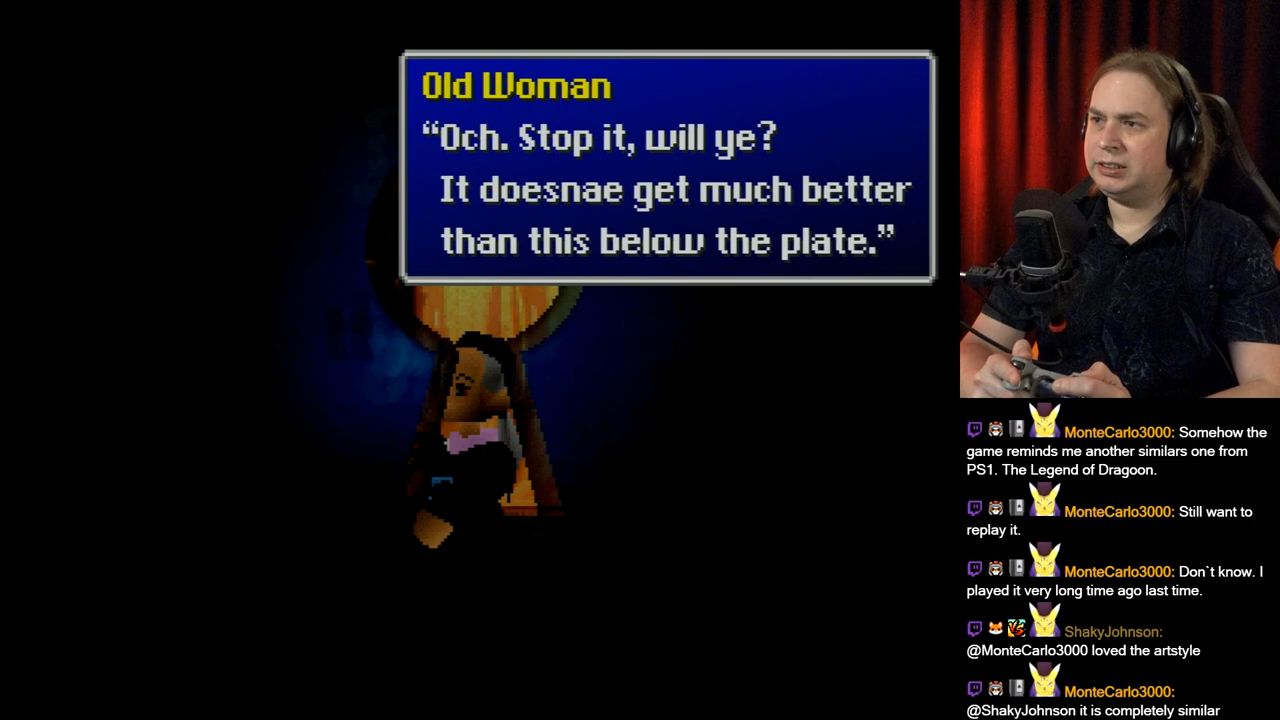 Old Woman
“Och. Stop it, will ye?
It doesnae get much better
than this below the plate.”
MonteCarlo3000: Somehow the
game reminds me another similars one from
PS1. The Legend of Dragoon.
MonteCarlo3000: Still want to
replay it.
MonteCarlo3000: Don`t know. I
played it very long time ago last time.
ShakyJohnson:
@MonteCarlo3000 loved the artstyle
MonteCarlo3000:
@ShakyJohnson it is completely similar